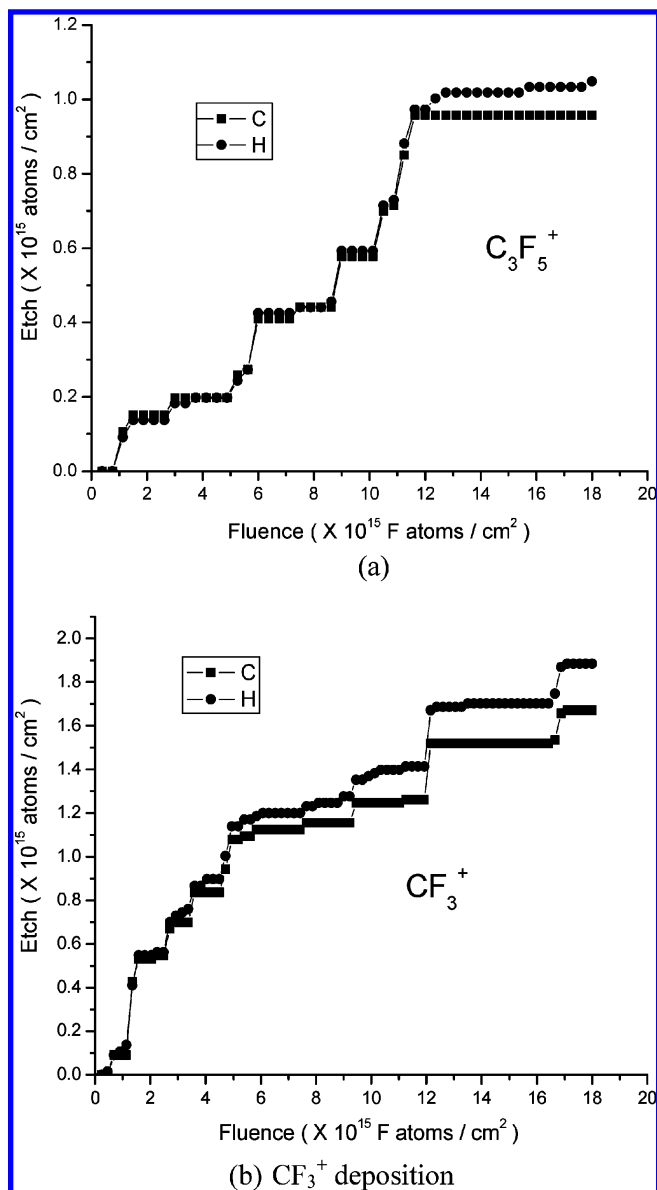 1.2
1.0
0.8
0.6
0.4
0.2
0.0
Etch ( X 10^15 atoms / cm^2)
C
H
C3F5+
0 2 4 6 8 10 12 14 16 18 20
Fluence ( X 10^15 F atoms / cm^2)
(a)
2.0
1.8
1.6
1.4
1.2
1.0
0.8
0.6
0.4
0.2
0.0
Etch ( X 10^15 atoms / cm^2)
C
H
CF3+
0 2 4 6 8 10 12 14 16 18 20
Fluence ( X 10^15 F atoms / cm^2)
(b) CF3+ deposition